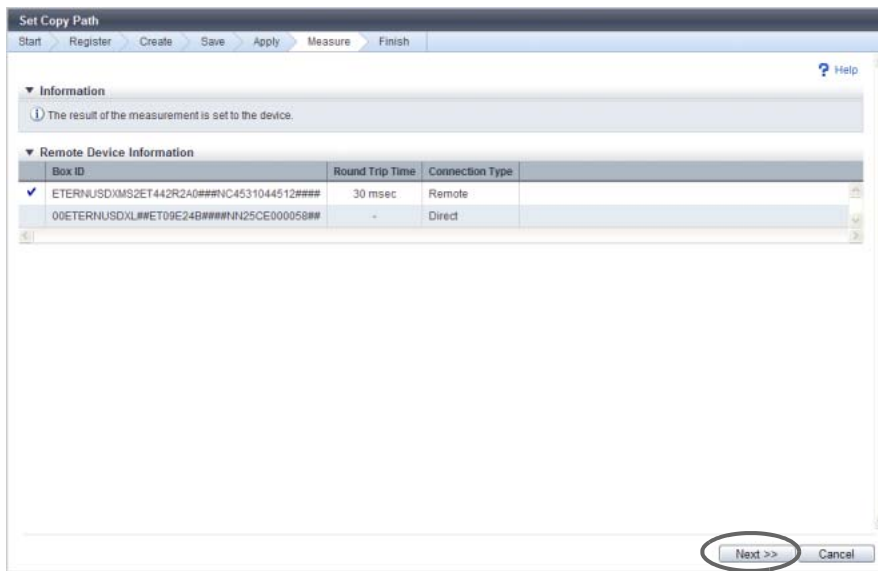 Set Copy Path
Start Register Create Save Apply Measure Finish
? Help
▼ Information
The result of the measurement is set to the device.
▼ Remote Device Information
Box ID Round Trip Time Connection Type
ETERNUSDXMS2ET442R2A0###NC4531044512#### 30 msec Remote
00ETERNUSDXL##ET09E24B####NN25CE000058## - Direct
Next >> Cancel